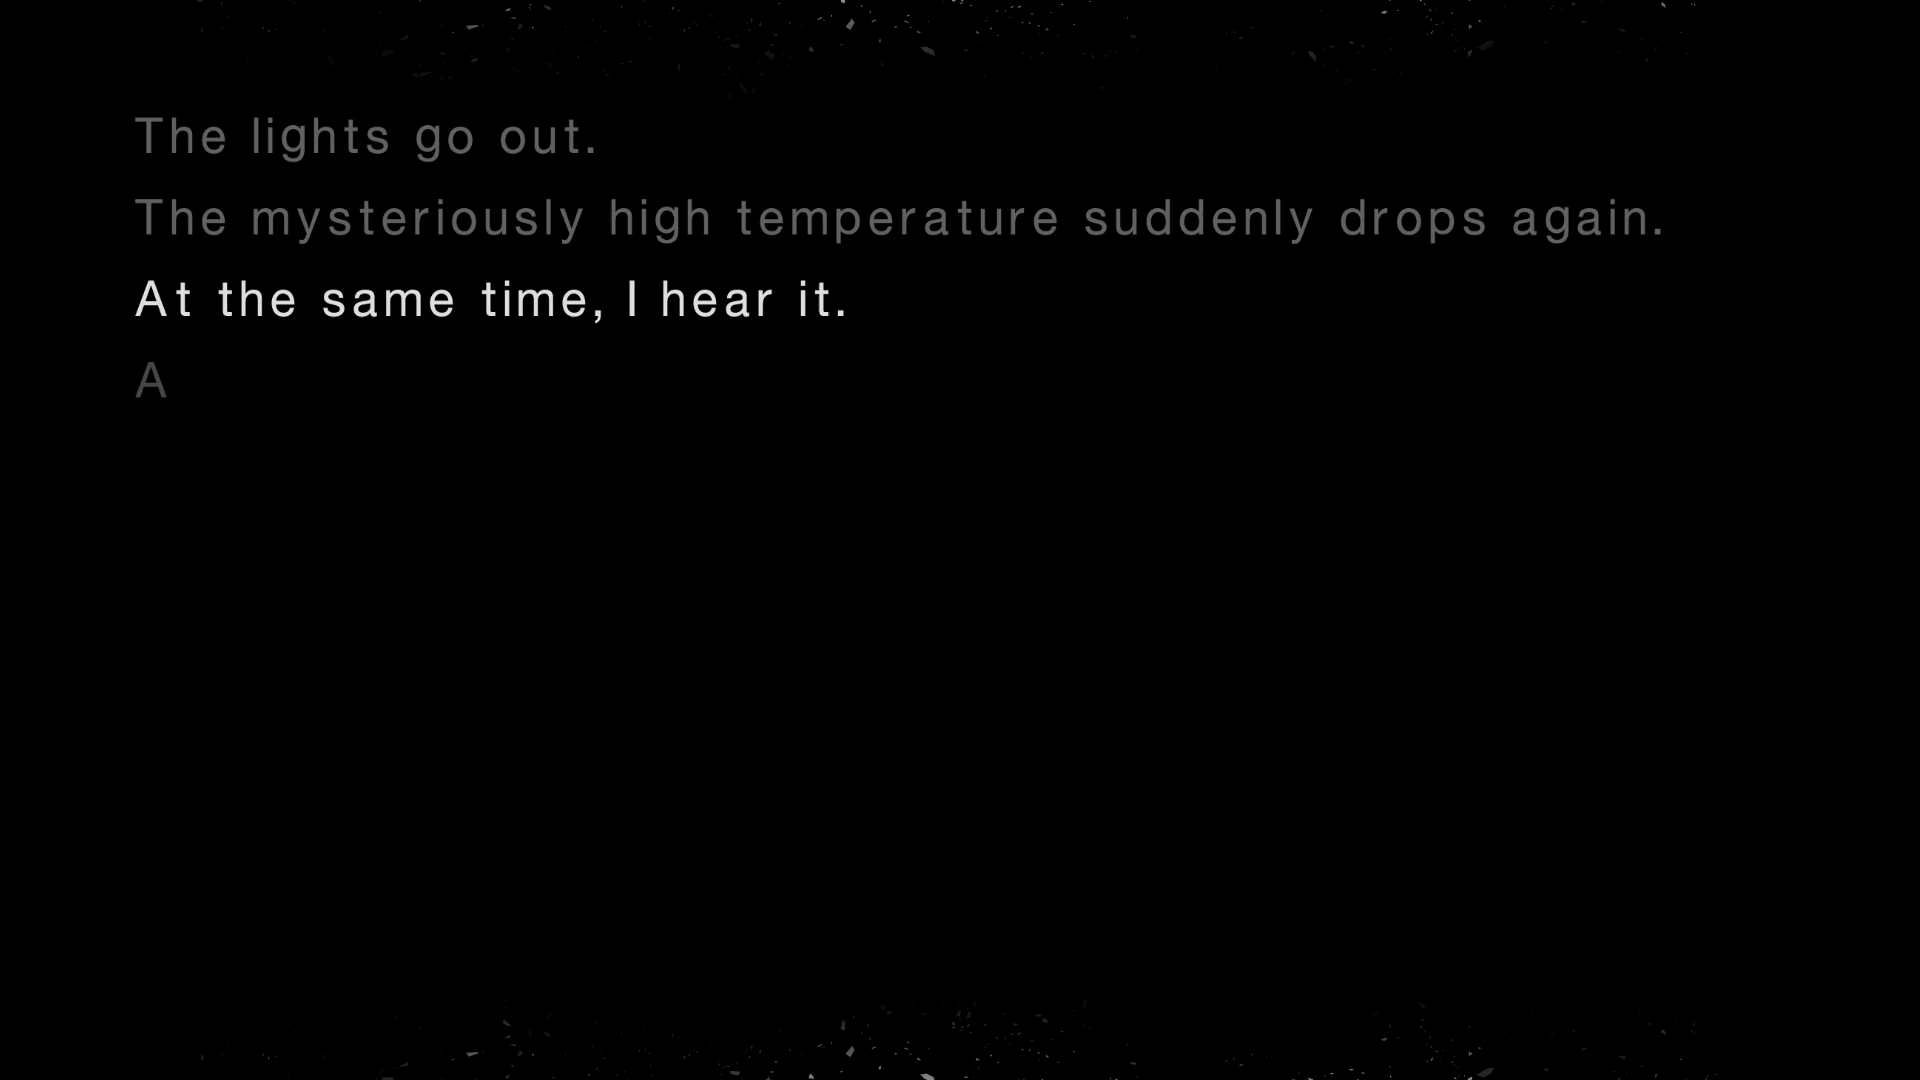 The lights go out.
The mysteriously high temperature suddenly drops again.
At the same time, I hear it.
A